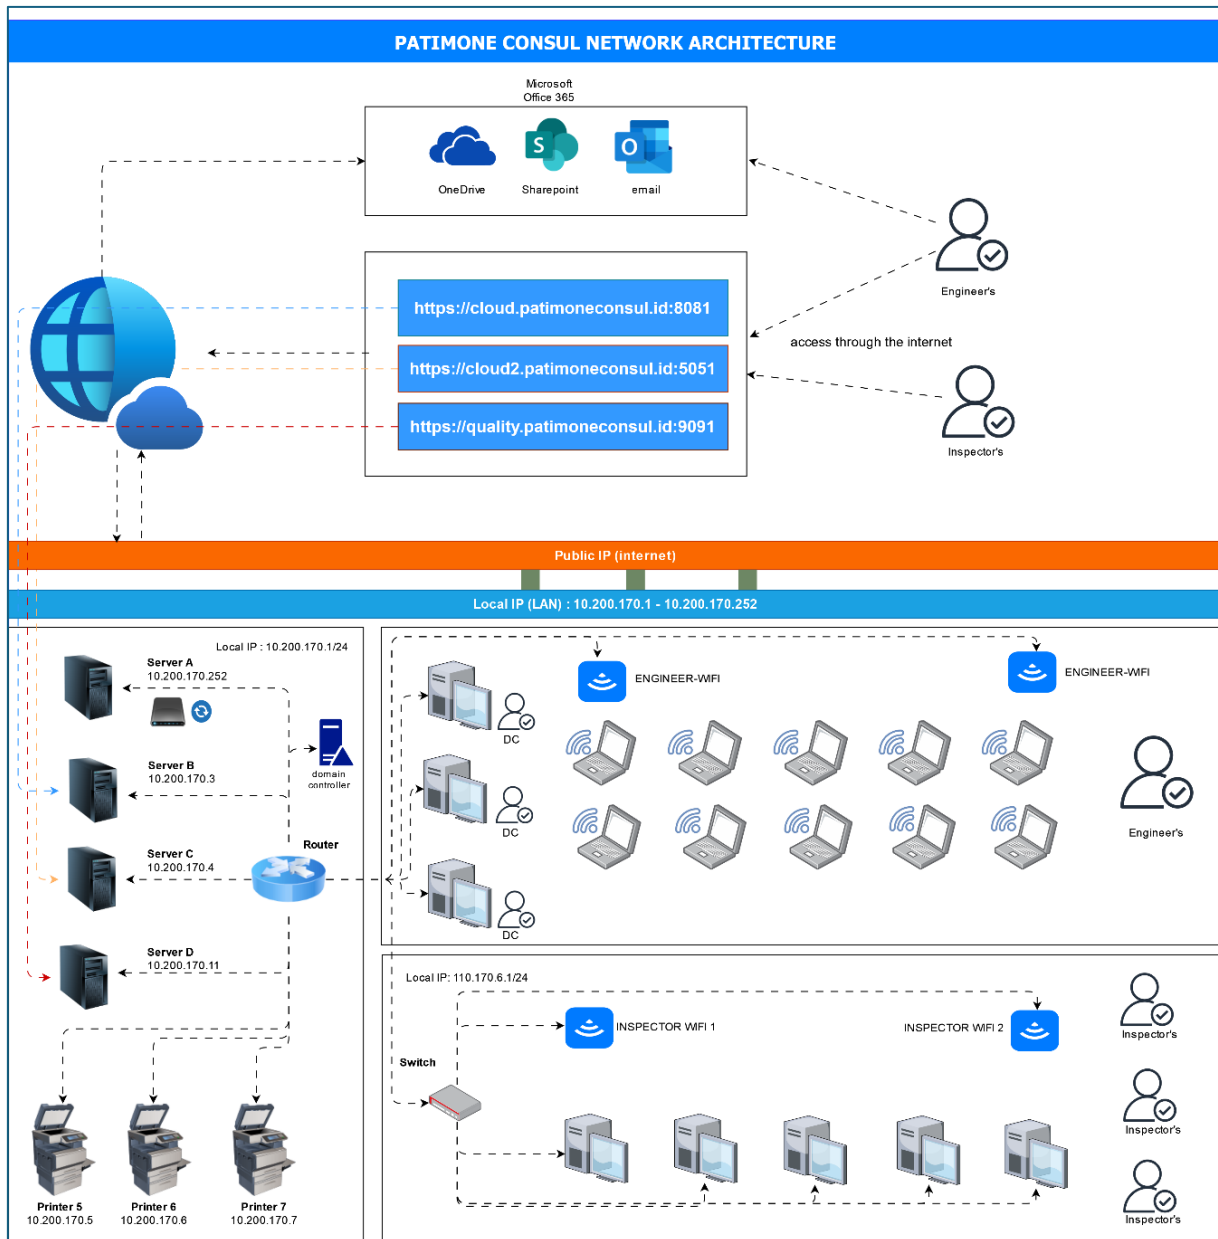 PATIMONE CONSUL NETWORK ARCHITECTURE
Microsoft
Office 365
OneDrive
Sharepoint
email
Engineer's
https://cloud.patimoneconsul.id:8081
https://cloud2.patimoneconsul.id:5051
https://quality.patimoneconsul.id:9091
access through the internet
Inspector's
Public IP (internet)
Local IP (LAN) : 10.200.170.1 - 10.200.170.252
Local IP : 10.200.170.1/24
Server A
10.200.170.252
domain
controller
Server B
10.200.170.3
Router
Server C
10.200.170.4
Server D
10.200.170.11
Printer 5
10.200.170.5
Printer 6
10.200.170.6
Printer 7
10.200.170.7
ENGINEER-WIFI
ENGINEER-WIFI
DC
DC
DC
Engineer's
Local IP: 110.170.6.1/24
INSPECTOR WIFI 1
INSPECTOR WIFI 2
Switch
Inspector's
Inspector's
Inspector's